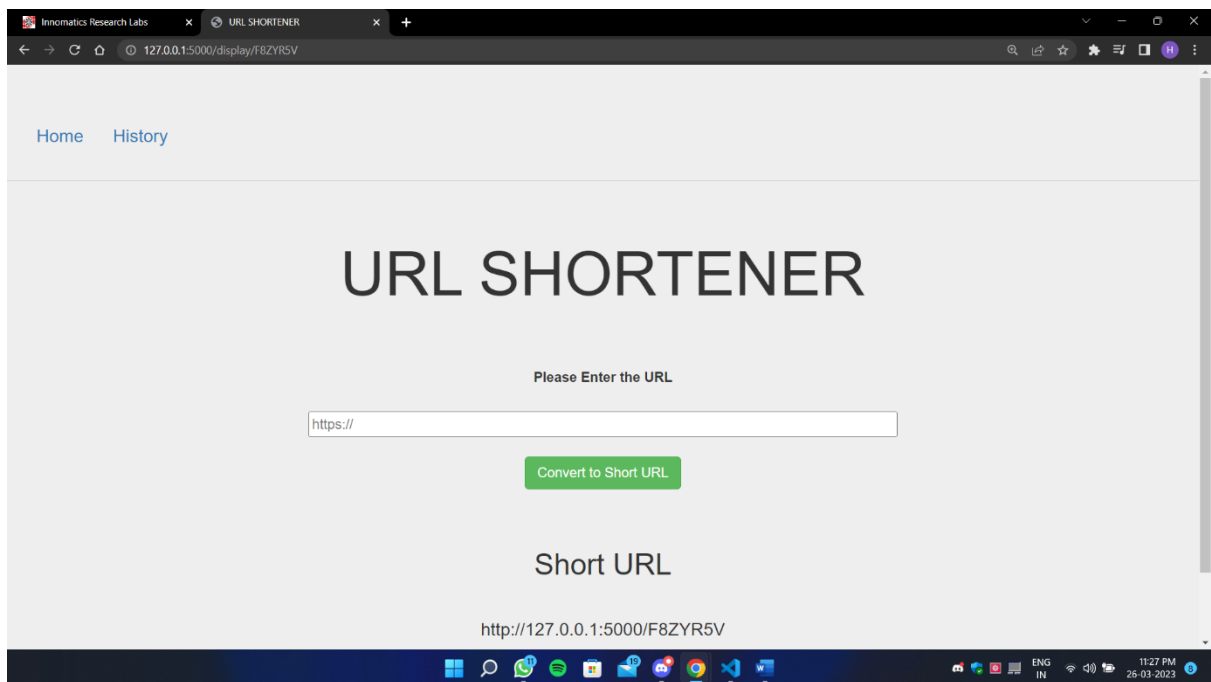 Innomatics Research Labs
URL SHORTENER
127.0.0.1:5000/display/F8ZYR5V
H
Home History
URL SHORTENER
Please Enter the URL
https://
Convert to Short URL
Short URL
http://127.0.0.1:5000/F8ZYR5V
19
W
ENG
IN
11:27 PM
26-03-2023